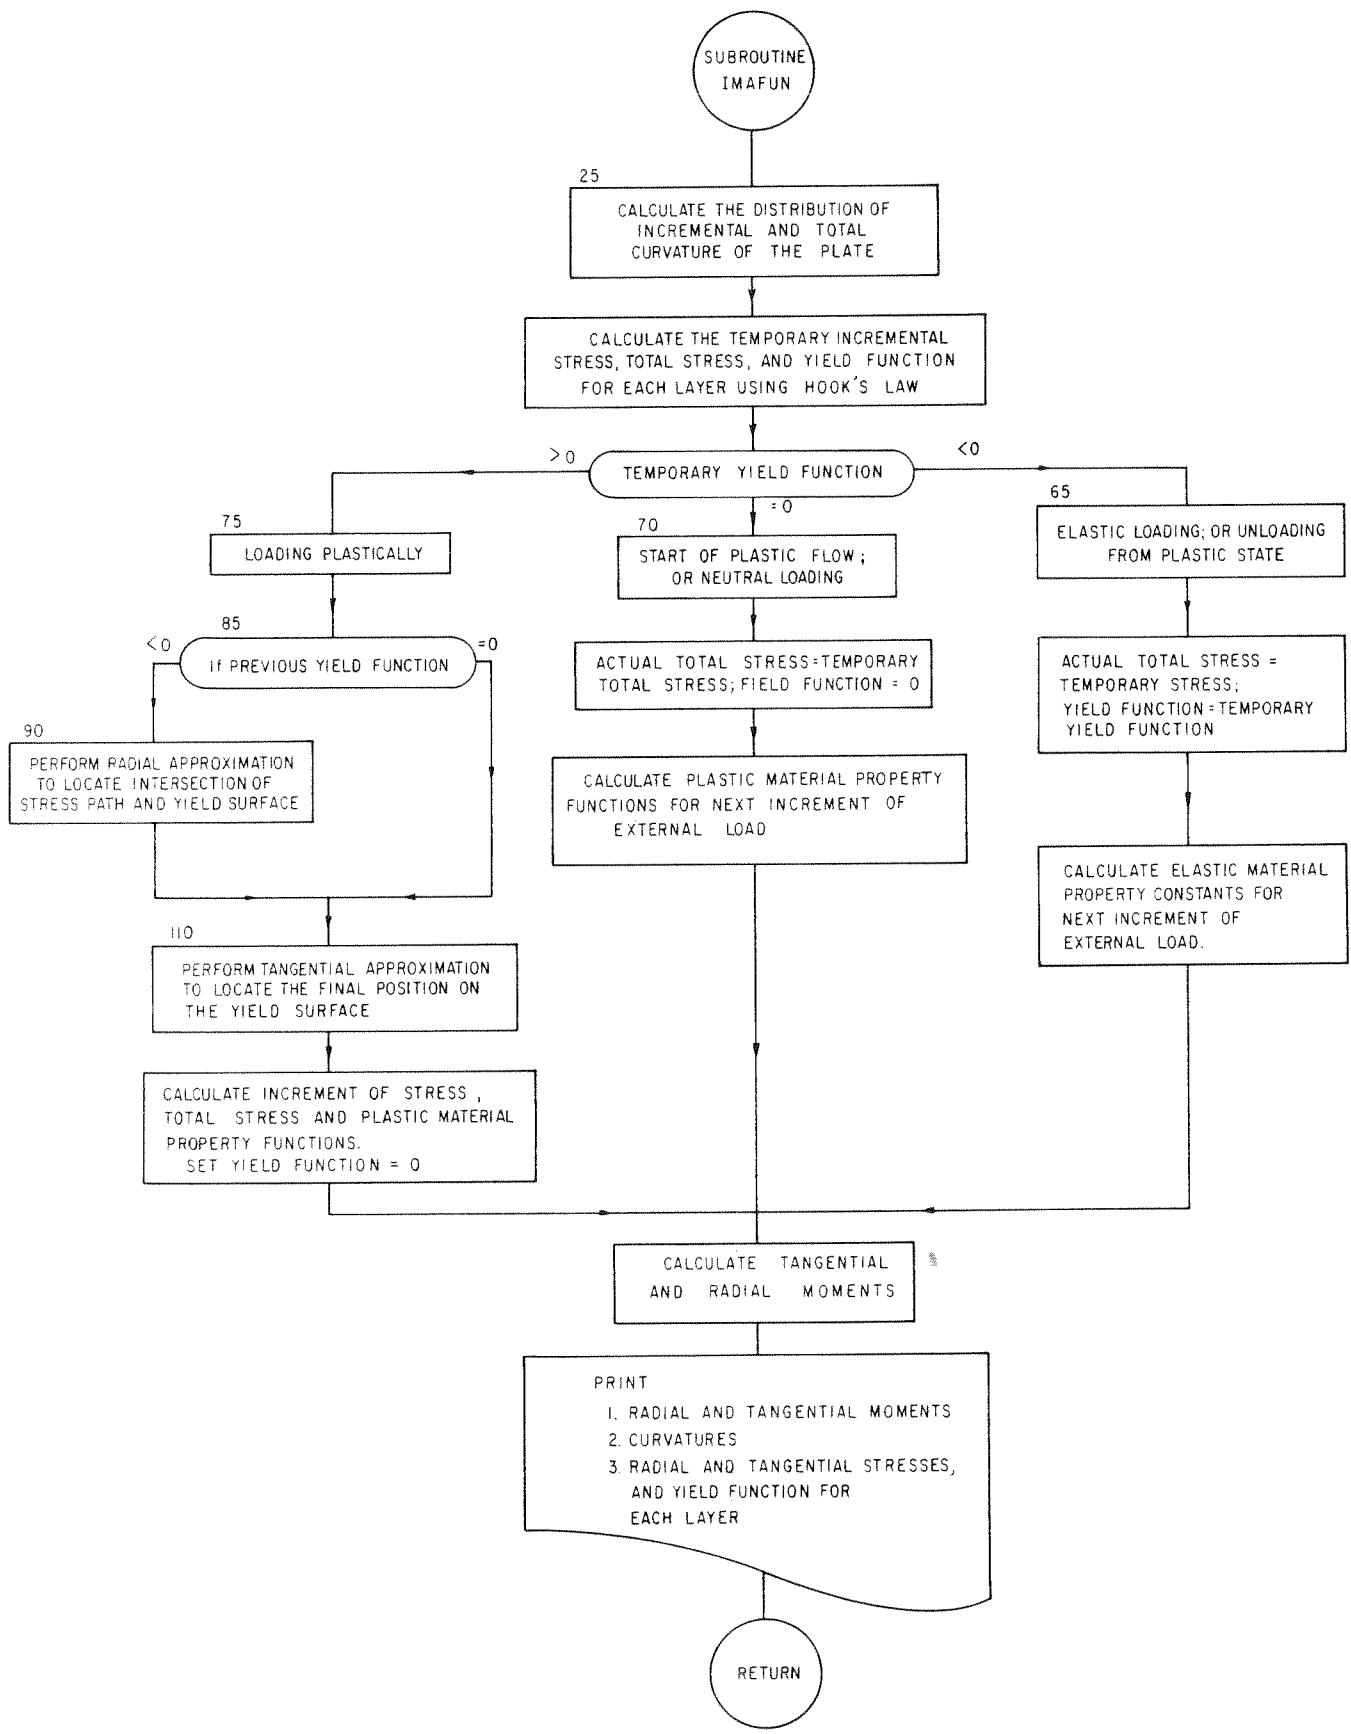 SUBROUTINE
IMAFUN
25
CALCULATE THE DISTRIBUTION OF
INCREMENTAL AND TOTAL
CURVATURE OF THE PLATE
CALCULATE THE TEMPORARY INCREMENTAL
STRESS, TOTAL STRESS, AND YIELD FUNCTION
FOR EACH LAYER USING HOOK'S LAW
>0
TEMPORARY YIELD FUNCTION
<0
=0
75
LOADING PLASTICALLY
85
<0
If PREVIOUS YIELD FUNCTION
=0
90
PERFORM RADIAL APPROXIMATION
TO LOCATE INTERSECTION OF
STRESS PATH AND YIELD SURFACE
110
PERFORM TANGENTIAL APPROXIMATION
TO LOCATE THE FINAL POSITION ON
THE YIELD SURFACE
CALCULATE INCREMENT OF STRESS,
TOTAL STRESS AND PLASTIC MATERIAL
PROPERTY FUNCTIONS.
SET YIELD FUNCTION = 0
70
START OF PLASTIC FLOW;
OR NEUTRAL LOADING
ACTUAL TOTAL STRESS=TEMPORARY
TOTAL STRESS; FIELD FUNCTION = 0
CALCULATE PLASTIC MATERIAL PROPERTY
FUNCTIONS FOR NEXT INCREMENT OF
EXTERNAL LOAD
65
ELASTIC LOADING; OR UNLOADING
FROM PLASTIC STATE
ACTUAL TOTAL STRESS =
TEMPORARY STRESS;
YIELD FUNCTION=TEMPORARY
YIELD FUNCTION
CALCULATE ELASTIC MATERIAL
PROPERTY CONSTANTS FOR
NEXT INCREMENT OF
EXTERNAL LOAD.
CALCULATE TANGENTIAL
AND RADIAL MOMENTS
PRINT
1. RADIAL AND TANGENTIAL MOMENTS
2. CURVATURES
3. RADIAL AND TANGENTIAL STRESSES,
AND YIELD FUNCTION FOR
EACH LAYER
RETURN